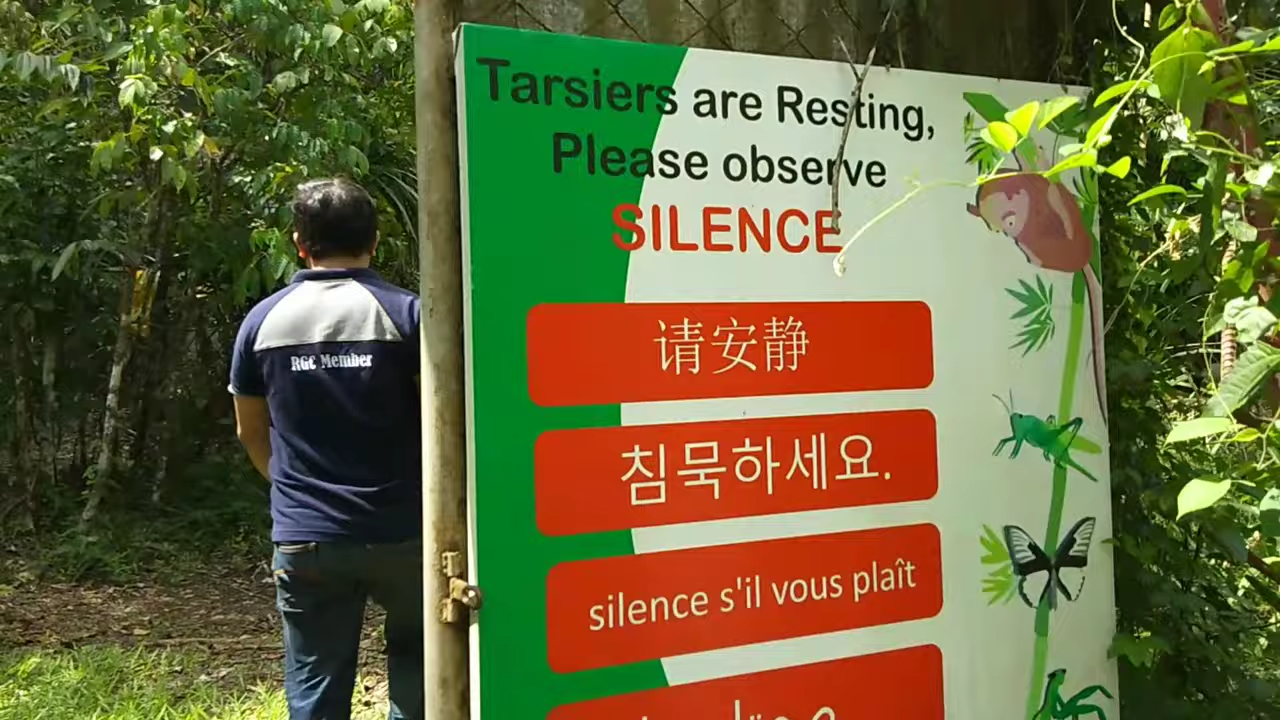 Tarsiers are Resting,
Please observe
SILENCE
请安静
침묵하세요.
silence s'il vous plaît
RGC Member